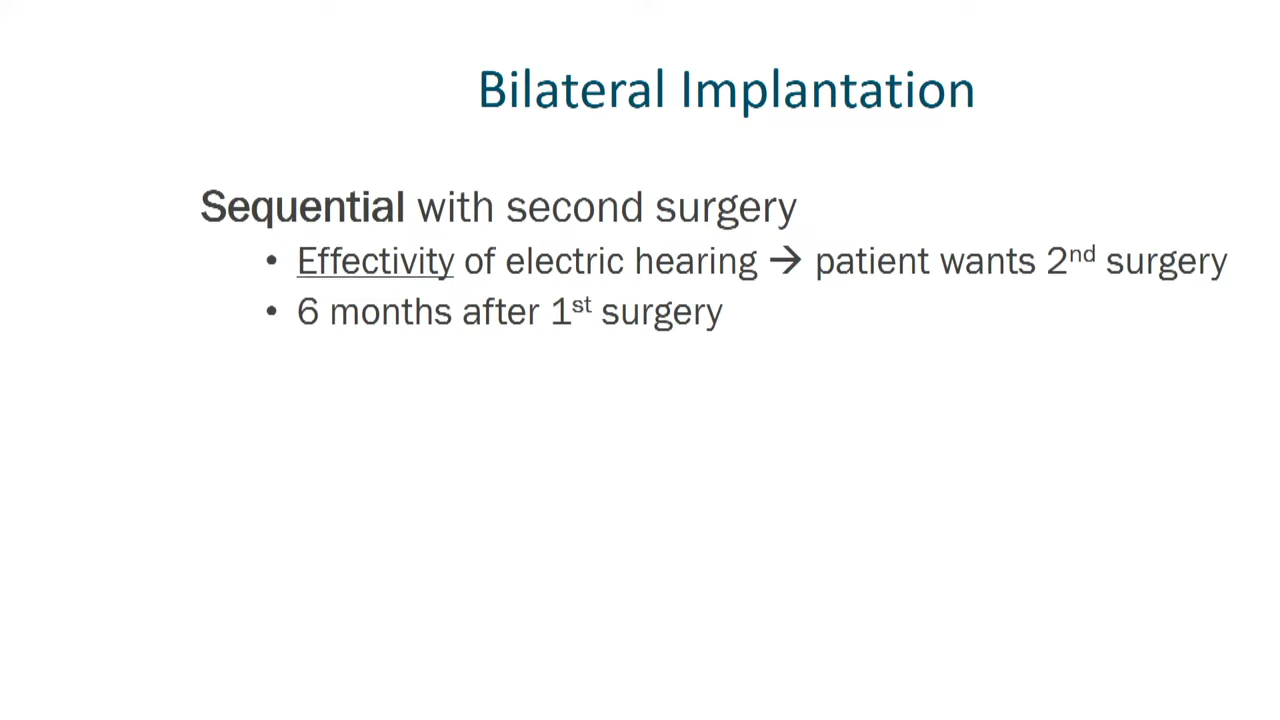 Bilateral Implantation
Sequential with second surgery
• Effectivity of electric hearing → patient wants 2nd surgery
• 6 months after 1st surgery